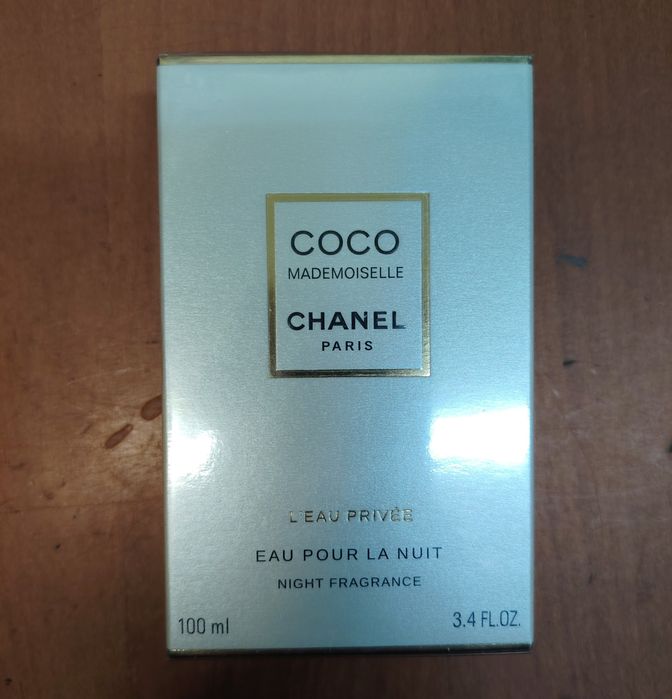 COCO
MADEMOISELLE
CHANEL
PARIS
L'EAU PRIVÉE
EAU POUR LA NUIT
NIGHT FRAGRANCE
100 ml
3.4 FL.OZ.